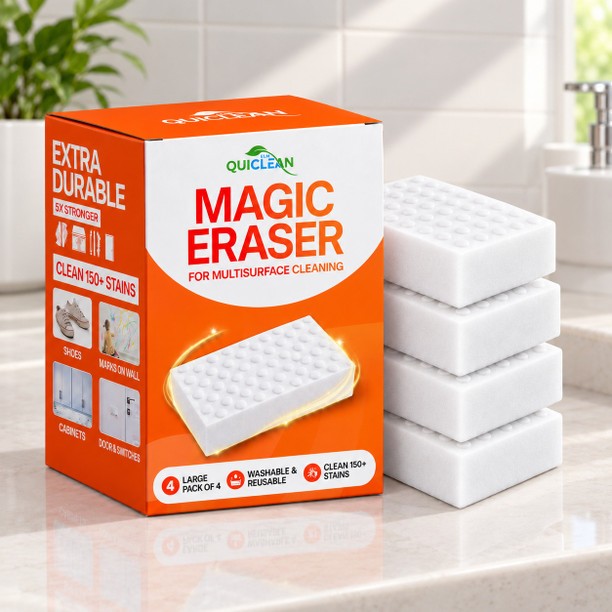 QUICLEAN
EXTRA
DURABLE
5X STRONGER
CLEAN 150+ STAINS
SHOES
MARKS ON WALL
CABINETS
DOOR & SWITCHES
QUICLEAN
MAGIC
ERASER
FOR MULTISURFACE CLEANING
4
LARGE
PACK OF 4
WASHABLE &
REUSABLE
CLEAN 150+
STAINS